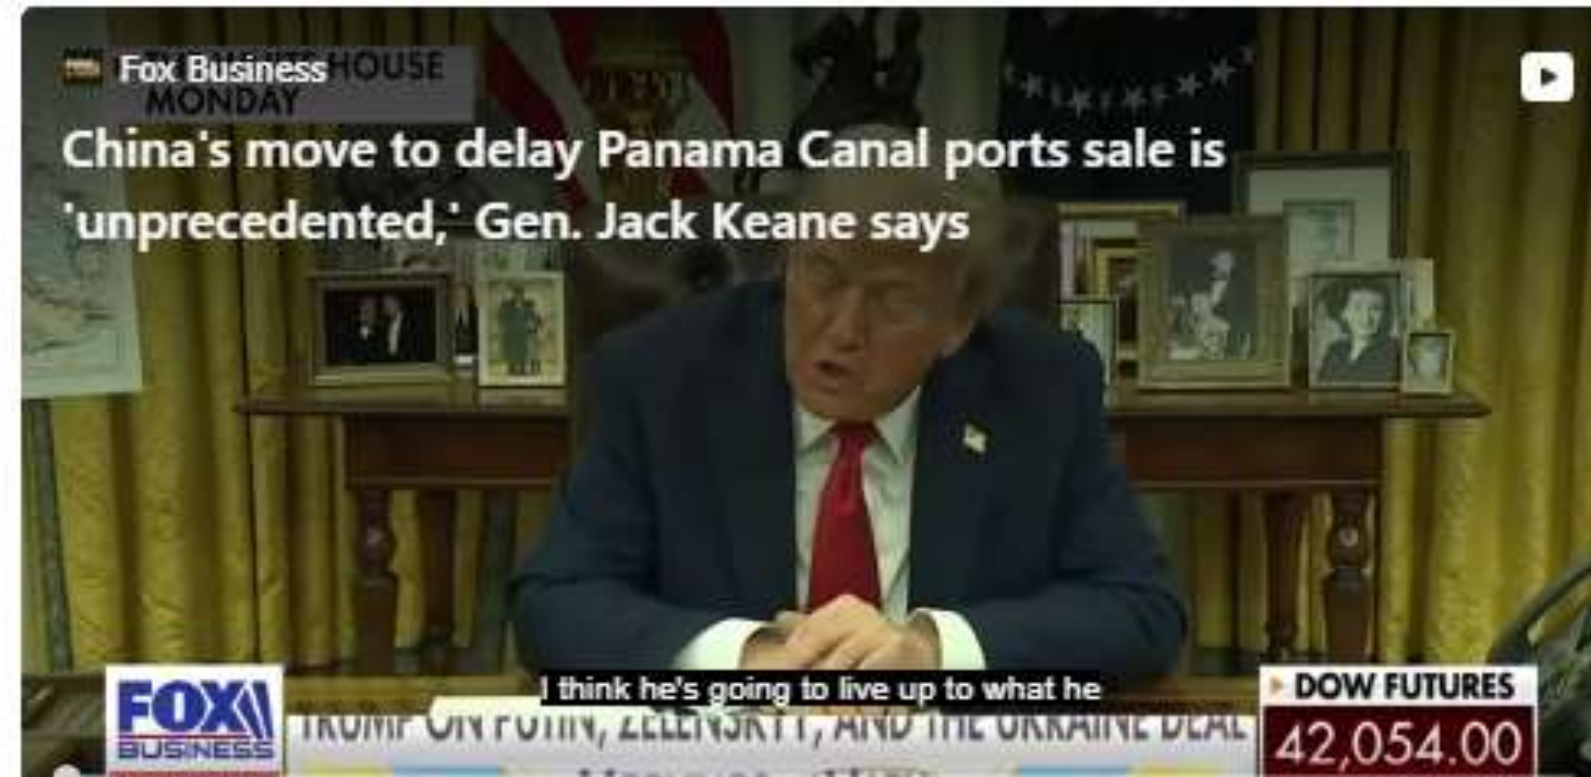 Fox Business HOUSE
MONDAY
China's move to delay Panama Canal ports sale is
'unprecedented,' Gen. Jack Keane says
I think he's going to live up to what he
FOX
BUSINESS
TRUMP ON PUTIN, ZELENSKYY, AND THE UKRAINE DEAL
DOW FUTURES
42,054.00